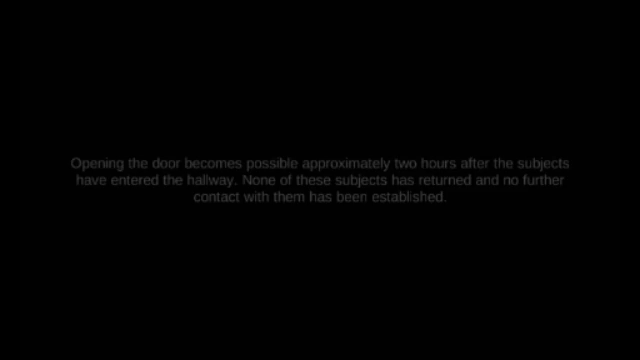 Opening the door becomes possible approximately two hours after the subjects
have entered the hallway. None of these subjects has returned and no further
contact with them has been established.